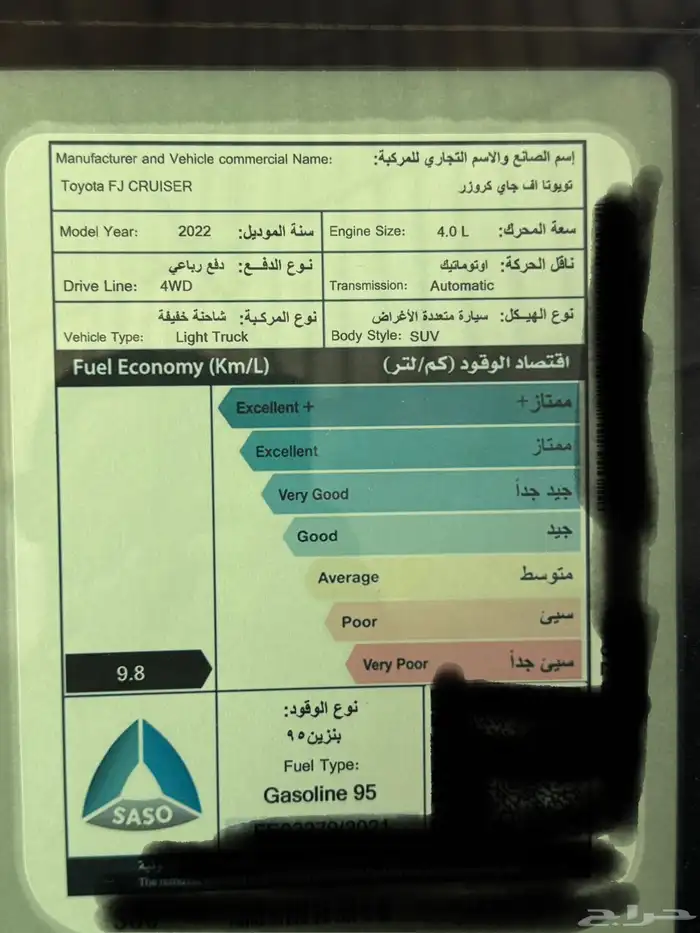 Manufacturer and Vehicle commercial Name: إسم الصانع والاسم التجاري للمركبة:
Toyota FJ CRUISER تويوتا اف جاي كروزر
Model Year: 2022 سنة الموديل: Engine Size: 4.0 L سعة المحرك:
نوع الدفـــع: دفع رباعي ناقل الحركة: اوتوماتيك
Drive Line: 4WD Transmission: Automatic
نوع المركـبة: شاحنة خفيفة نوع الهيكل: سيارة متعددة الأغراض
Vehicle Type: Light Truck Body Style: SUV
Fuel Economy (Km/L) اقتصاد الوقود (كم/لتر)
Excellent + ممتاز +
Excellent ممتاز
Very Good جيد جداً
Good جيد
Average متوسط
Poor سيئ
9.8 Very Poor سيئ جداً
نوع الوقود:
بنزين ٩٥
Fuel Type:
Gasoline 95
SASO
حراج